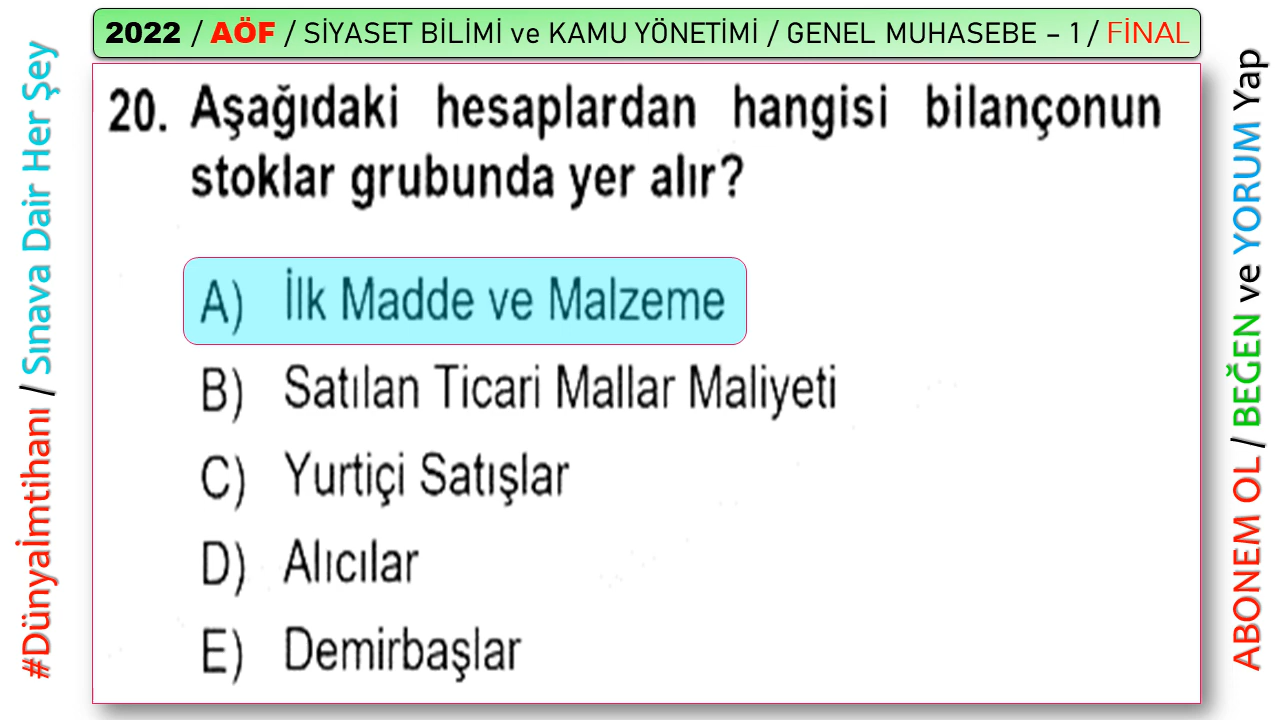 2022 / AÖF / SİYASET BİLİMİ ve KAMU YÖNETİMİ / GENEL MUHASEBE – 1 / FİNAL
#Dünyaİmtihanı / Sınava Dair Her Şey
20. Aşağıdaki hesaplardan hangisi bilançonun
stoklar grubunda yer alır?
A) İlk Madde ve Malzeme
B) Satılan Ticari Mallar Maliyeti
C) Yurtiçi Satışlar
D) Alıcılar
E) Demirbaşlar
ABONEM OL / BEĞEN ve YORUM Yap